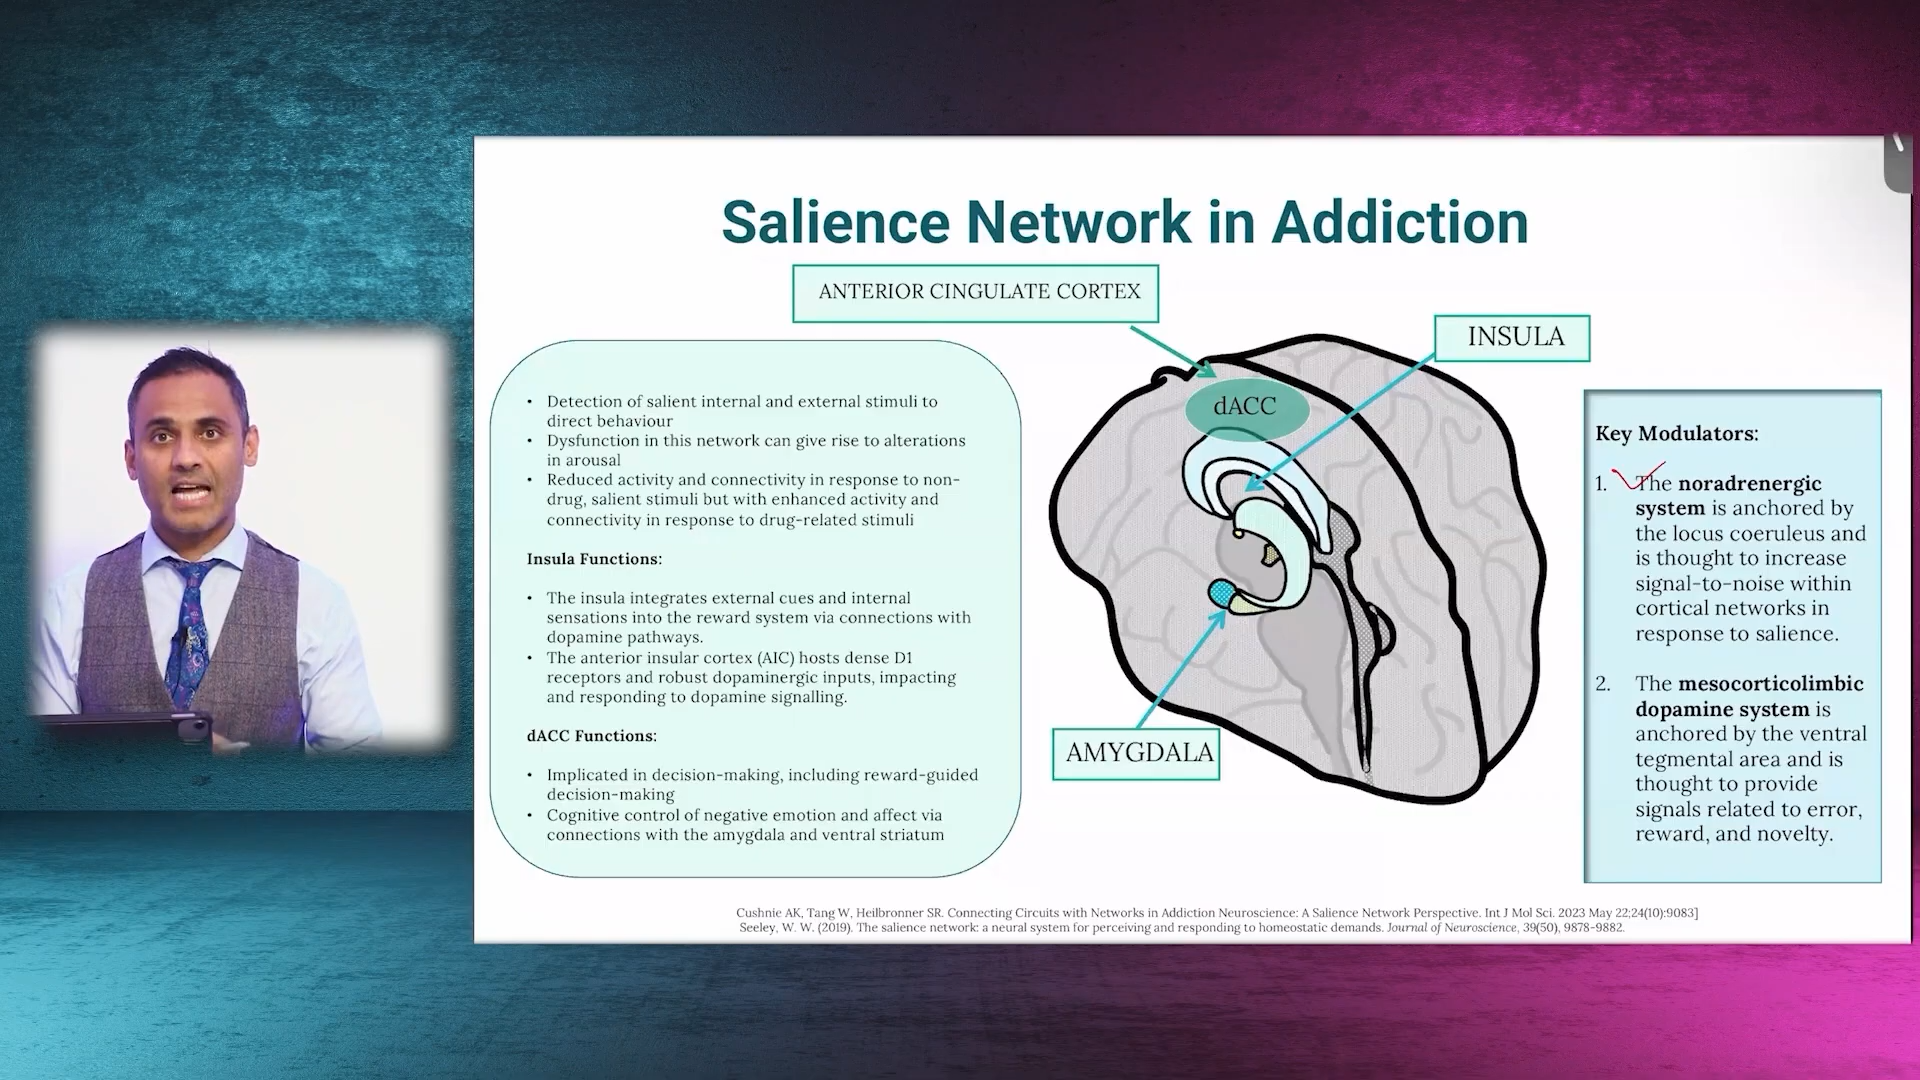 Salience Network in Addiction
ANTERIOR CINGULATE CORTEX
INSULA
dACC
AMYGDALA
• Detection of salient internal and external stimuli to
direct behaviour
• Dysfunction in this network can give rise to alterations
in arousal
• Reduced activity and connectivity in response to non-
drug, salient stimuli but with enhanced activity and
connectivity in response to drug-related stimuli
Insula Functions:
• The insula integrates external cues and internal
sensations into the reward system via connections with
dopamine pathways.
• The anterior insular cortex (AIC) hosts dense D1
receptors and robust dopaminergic inputs, impacting
and responding to dopamine signalling.
dACC Functions:
• Implicated in decision-making, including reward-guided
decision-making
• Cognitive control of negative emotion and affect via
connections with the amygdala and ventral striatum
Key Modulators:
1. The noradrenergic
system is anchored by
the locus coeruleus and
is thought to increase
signal-to-noise within
cortical networks in
response to salience.
2. The mesocorticolimbic
dopamine system is
anchored by the ventral
tegmental area and is
thought to provide
signals related to error,
reward, and novelty.
Cushnie AK, Tang W, Heilbronner SR. Connecting Circuits with Networks in Addiction Neuroscience: A Salience Network Perspective. Int J Mol Sci. 2023 May 22;24(10):9083]
Seeley, W. W. (2019). The salience network: a neural system for perceiving and responding to homeostatic demands. Journal of Neuroscience, 39(50), 9878-9882.